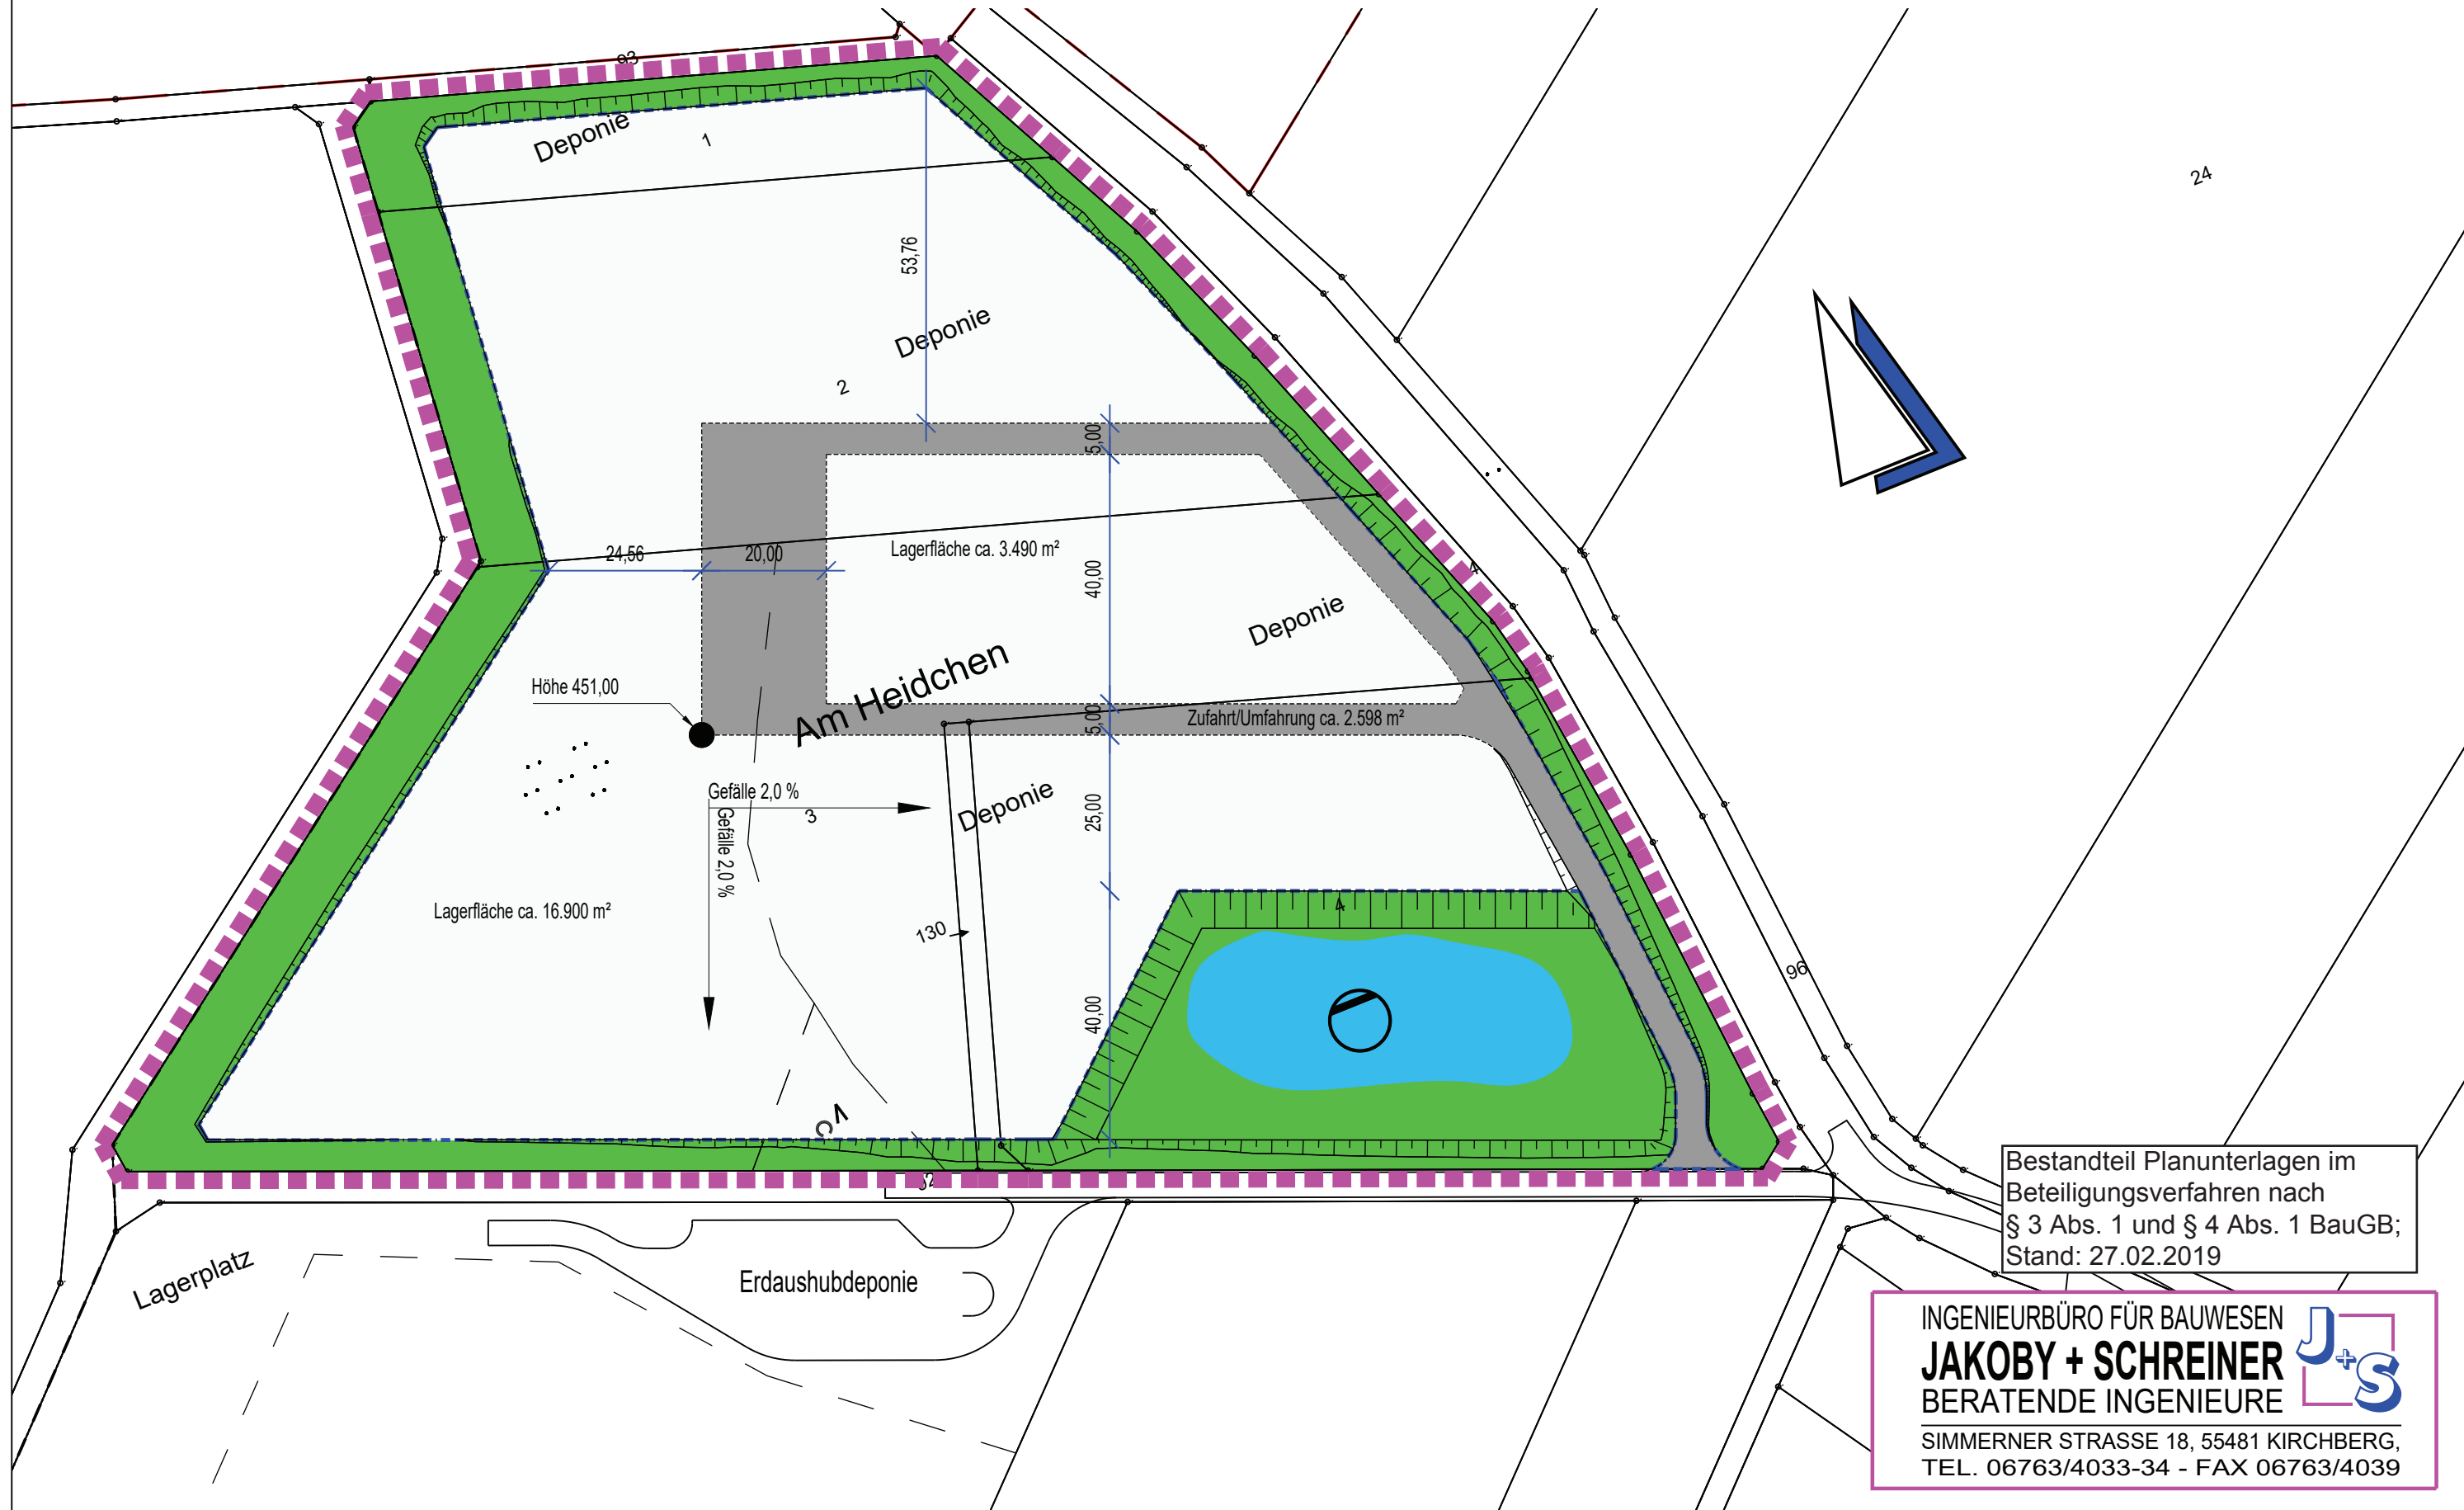 93
Deponie
1
24
53,76
Deponie
2
5,00
24,56
20,00
Lagerfläche ca. 3.490 m²
40,00
4
Deponie
Höhe 451,00
Am Heidchen
5,00
Zufahrt/Umfahrung ca. 2.598 m²
Gefälle 2,0 %
Gefälle 2,0 %
3
Deponie
25,00
Lagerfläche ca. 16.900 m²
4
130
96
40,00
Bestandteil Planunterlagen im
Beteiligungsverfahren nach
§ 3 Abs. 1 und § 4 Abs. 1 BauGB;
Stand: 27.02.2019
Lagerplatz
Erdaushubdeponie
INGENIEURBÜRO FÜR BAUWESEN
JAKOBY + SCHREINER
BERATENDE INGENIEURE
J+S
SIMMERNER STRASSE 18, 55481 KIRCHBERG,
TEL. 06763/4033-34 - FAX 06763/4039